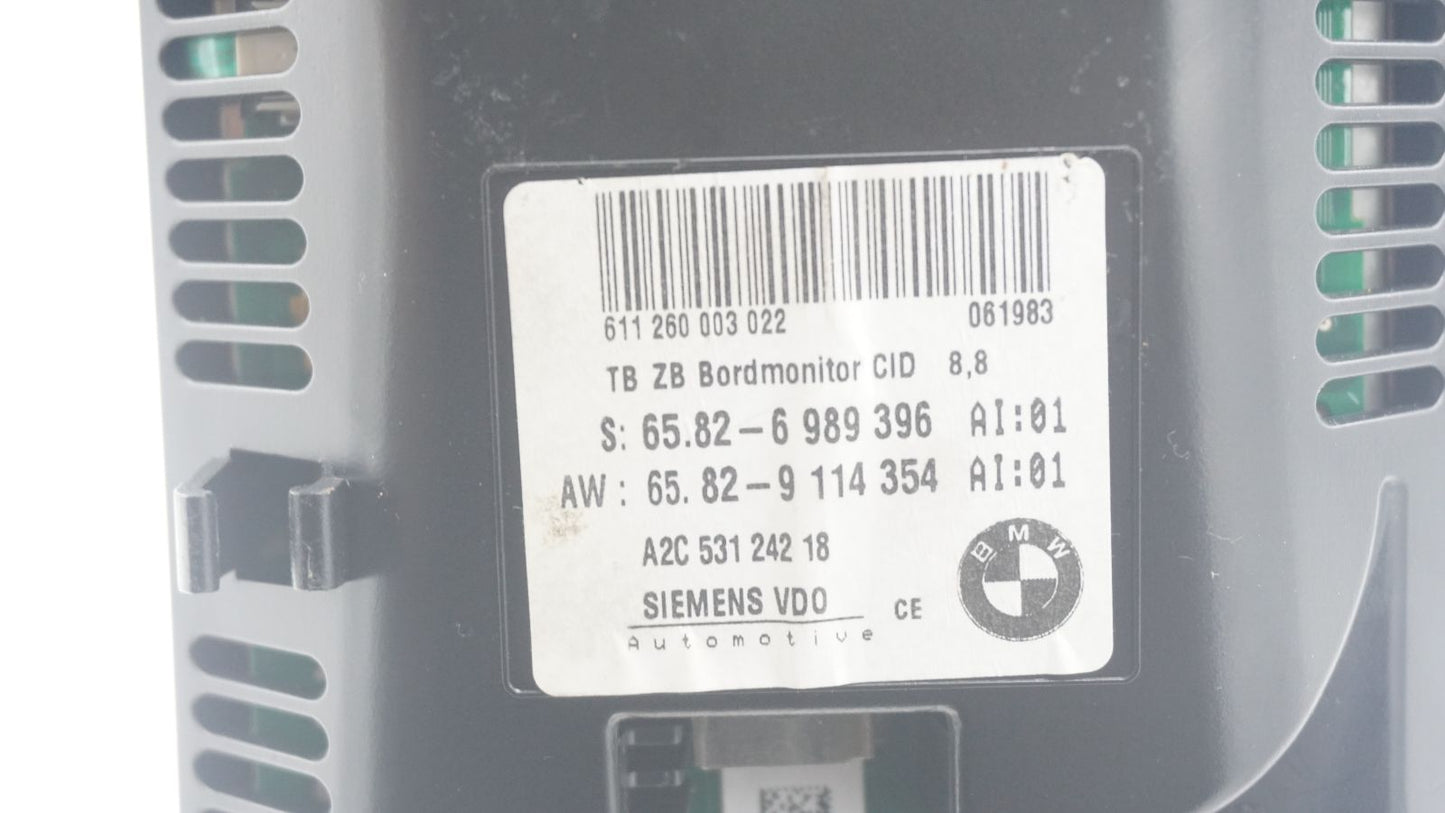 611 260 003 022 061983
TB ZB Bordmonitor CID 8,8
S: 65.82-6 989 396 AI:01
AW: 65.82-9 114 354 AI:01
A2C 531 242 18
SIEMENS VDO CE
Automotive
BMW